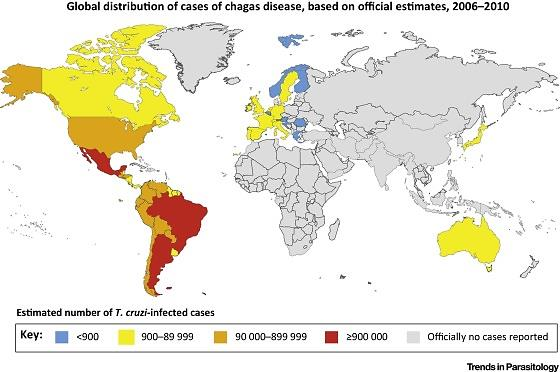 Global distribution of cases of chagas disease, based on official estimates, 2006–2010
Estimated number of T. cruzi-infected cases
Key: <900 900–89 999 90 000–899 999 ≥900 000 Officially no cases reported
Trends in Parasitology